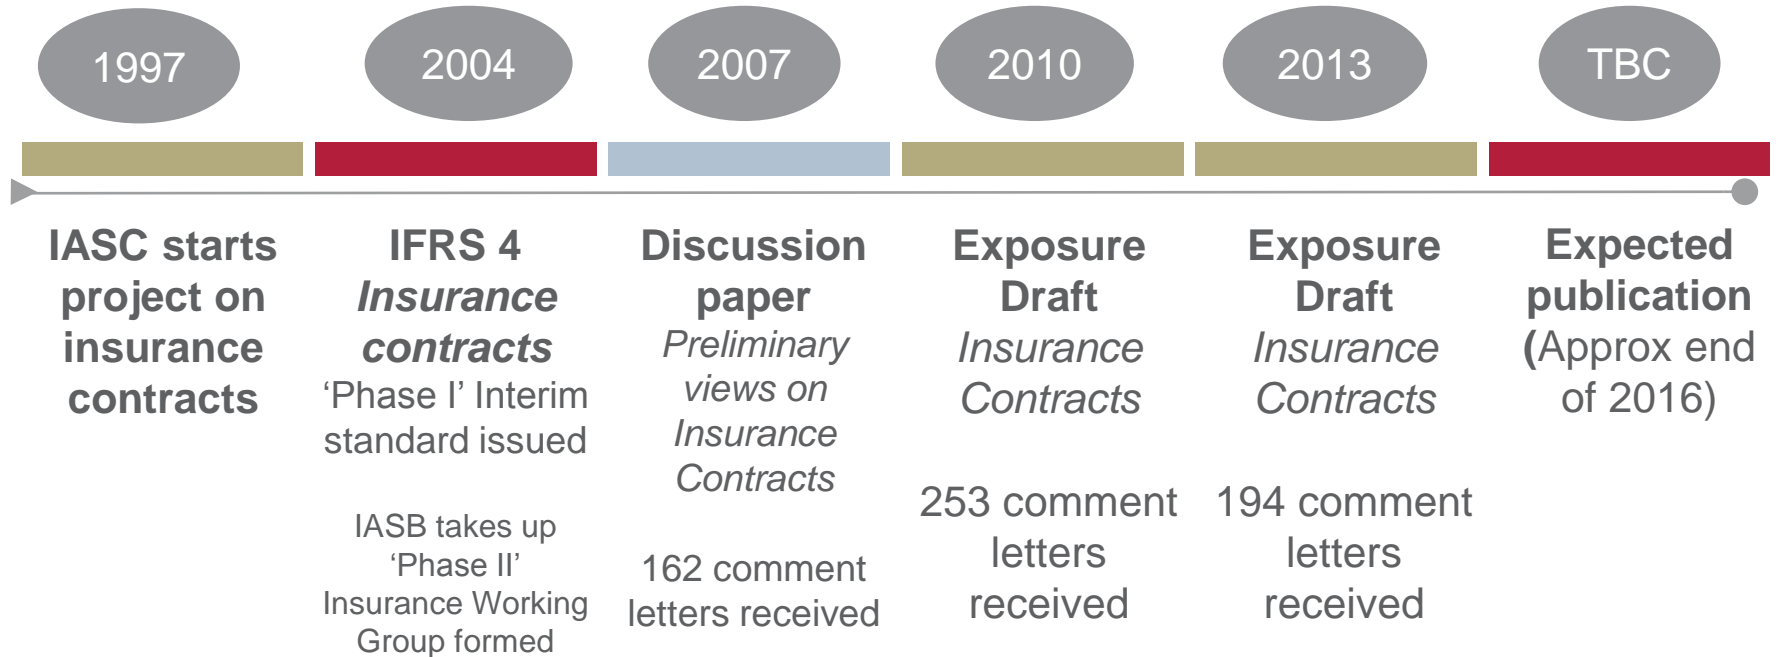 1997
2004
2007
2010
2013
TBC
IASC starts
project on
insurance
contracts
IFRS 4
Insurance
contracts
‘Phase I’ Interim
standard issued
IASB takes up
‘Phase II’
Insurance Working
Group formed
Discussion
paper
Preliminary
views on
Insurance
Contracts
162 comment
letters received
Exposure
Draft
Insurance
Contracts
253 comment
letters
received
Exposure
Draft
Insurance
Contracts
194 comment
letters
received
Expected
publication
(Approx end
of 2016)